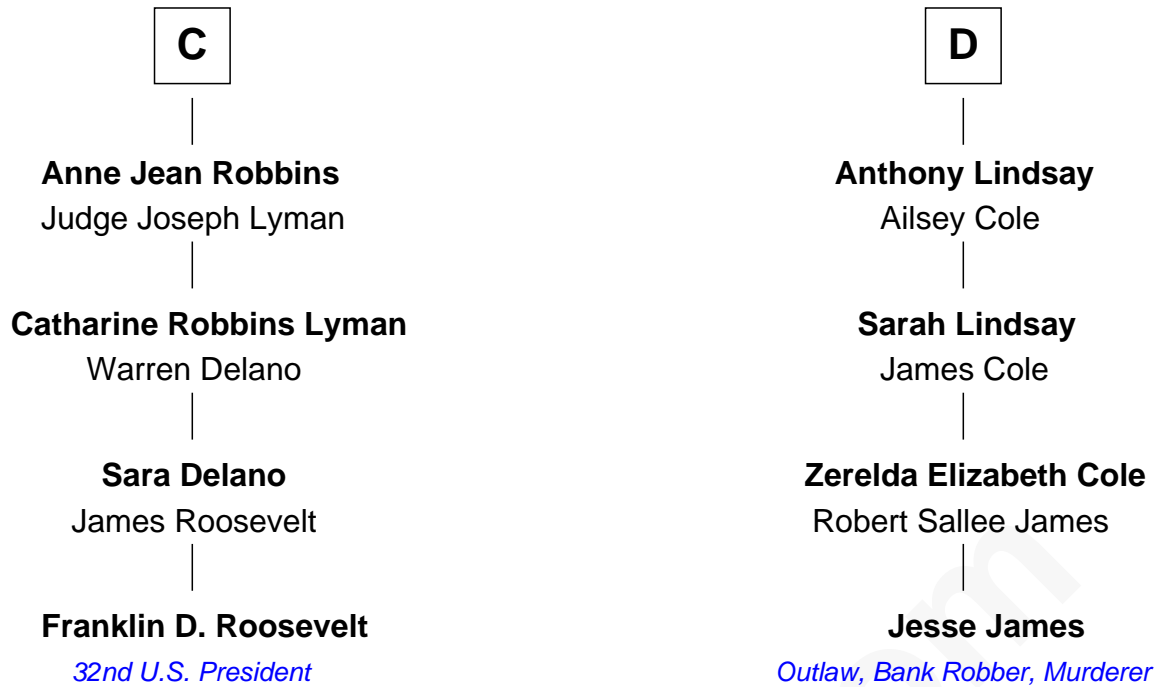 C
Anne Jean Robbins
Judge Joseph Lyman
Catharine Robbins Lyman
Warren Delano
Sara Delano
James Roosevelt
Franklin D. Roosevelt
32nd U.S. President
D
Anthony Lindsay
Ailsey Cole
Sarah Lindsay
James Cole
Zerelda Elizabeth Cole
Robert Sallee James
Jesse James
Outlaw, Bank Robber, Murderer